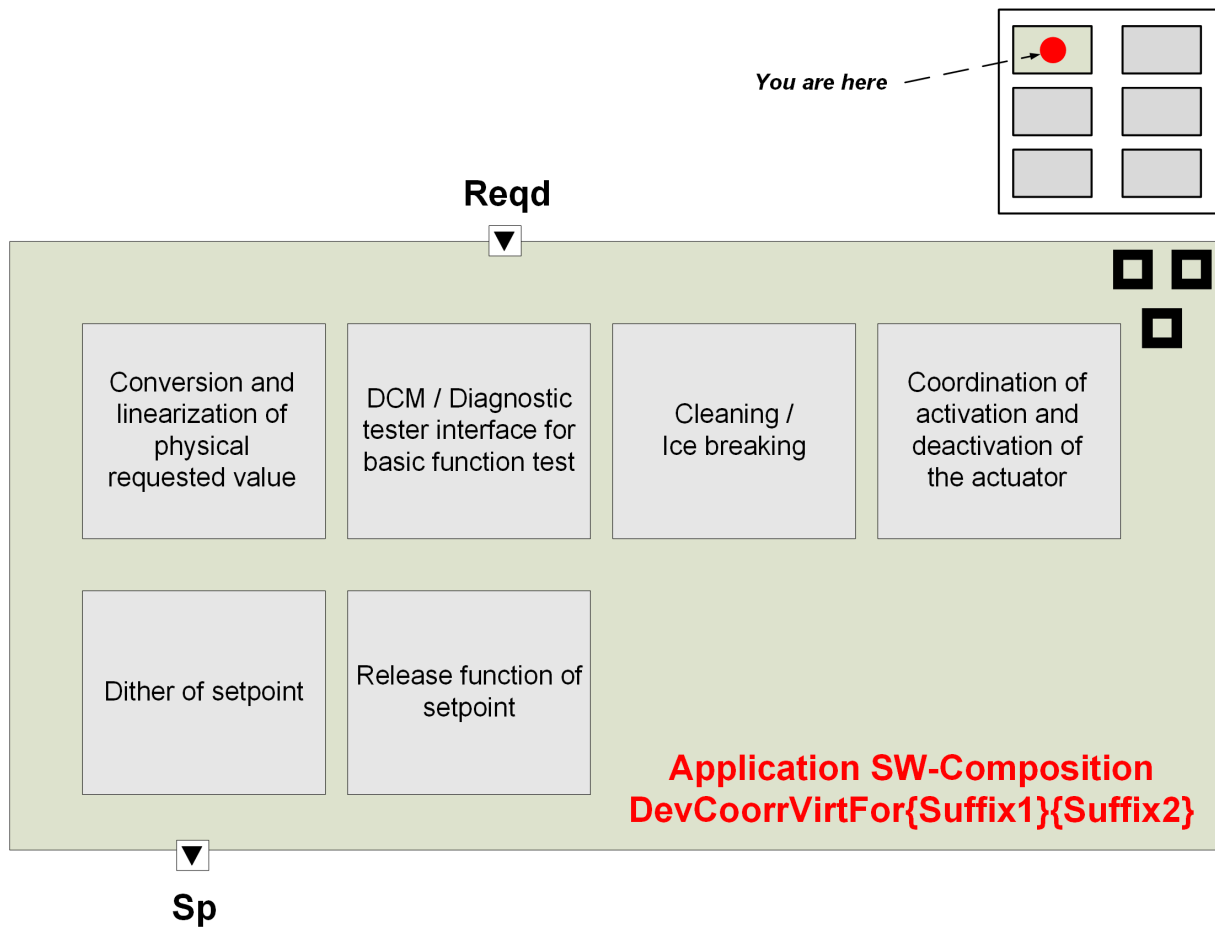 You are here
Reqd
Conversion and
linearization of
physical
requested value
DCM / Diagnostic
tester interface for
basic function test
Cleaning /
Ice breaking
Coordination of
activation and
deactivation of
the actuator
Dither of setpoint
Release function of
setpoint
Application SW-Composition
DevCoorrVirtFor{Suffix1}{Suffix2}
Sp